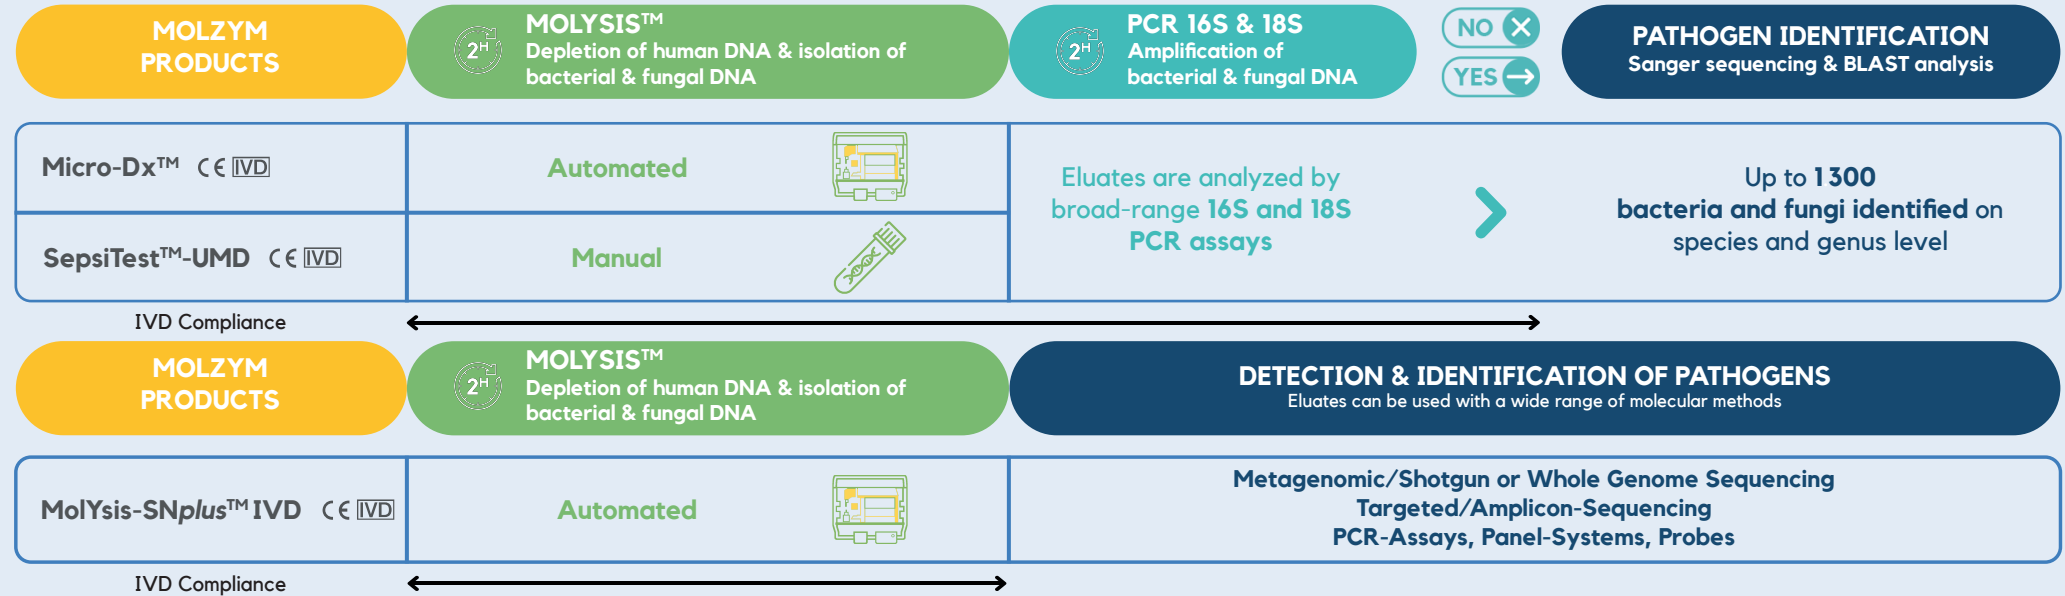 MOLZYM
PRODUCTS
2H
MOLYSIS™
Depletion of human DNA & isolation of
bacterial & fungal DNA
2H
PCR 16S & 18S
Amplification of
bacterial & fungal DNA
NO
YES
PATHOGEN IDENTIFICATION
Sanger sequencing & BLAST analysis
Micro-Dx™ CE IVD
Automated
SepsiTest™-UMD CE IVD
Manual
Eluates are analyzed by
broad-range 16S and 18S
PCR assays
Up to 1 300
bacteria and fungi identified on
species and genus level
IVD Compliance
MOLZYM
PRODUCTS
2H
MOLYSIS™
Depletion of human DNA & isolation of
bacterial & fungal DNA
DETECTION & IDENTIFICATION OF PATHOGENS
Eluates can be used with a wide range of molecular methods
MolYsis-SNplus™ IVD CE IVD
Automated
Metagenomic/Shotgun or Whole Genome Sequencing
Targeted/Amplicon-Sequencing
PCR-Assays, Panel-Systems, Probes
IVD Compliance